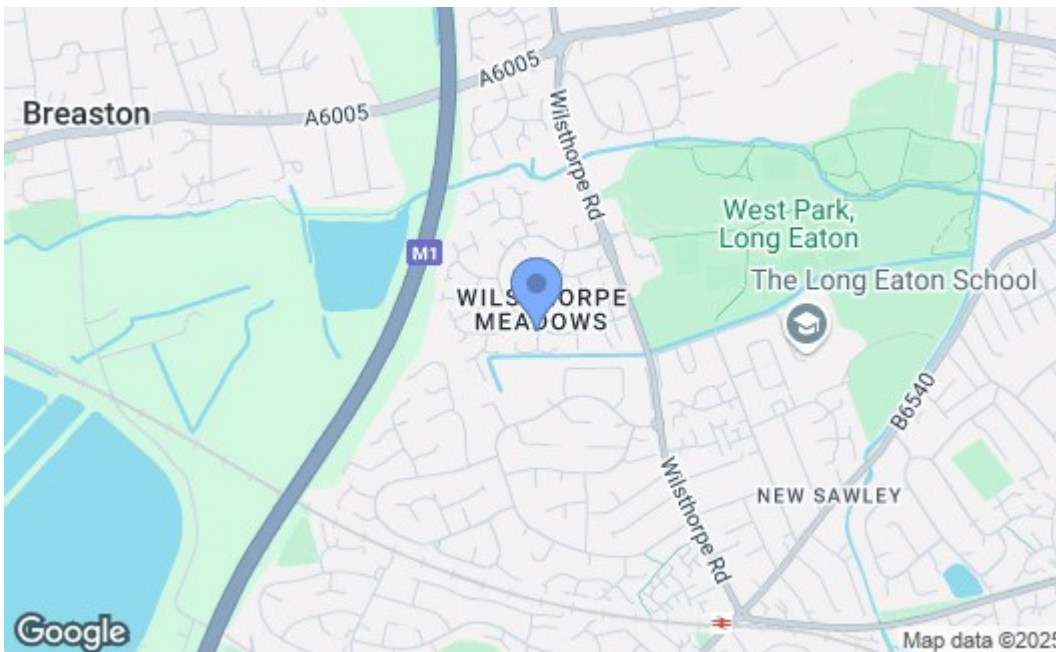 A6005
Breaston
A6005
Wilsthorpe Rd
West Park,
Long Eaton
M1
The Long Eaton School
WILSTHORPE
MEADOWS
B6540
Wilsthorpe Rd
NEW SAWLEY
Google
Map data ©2025